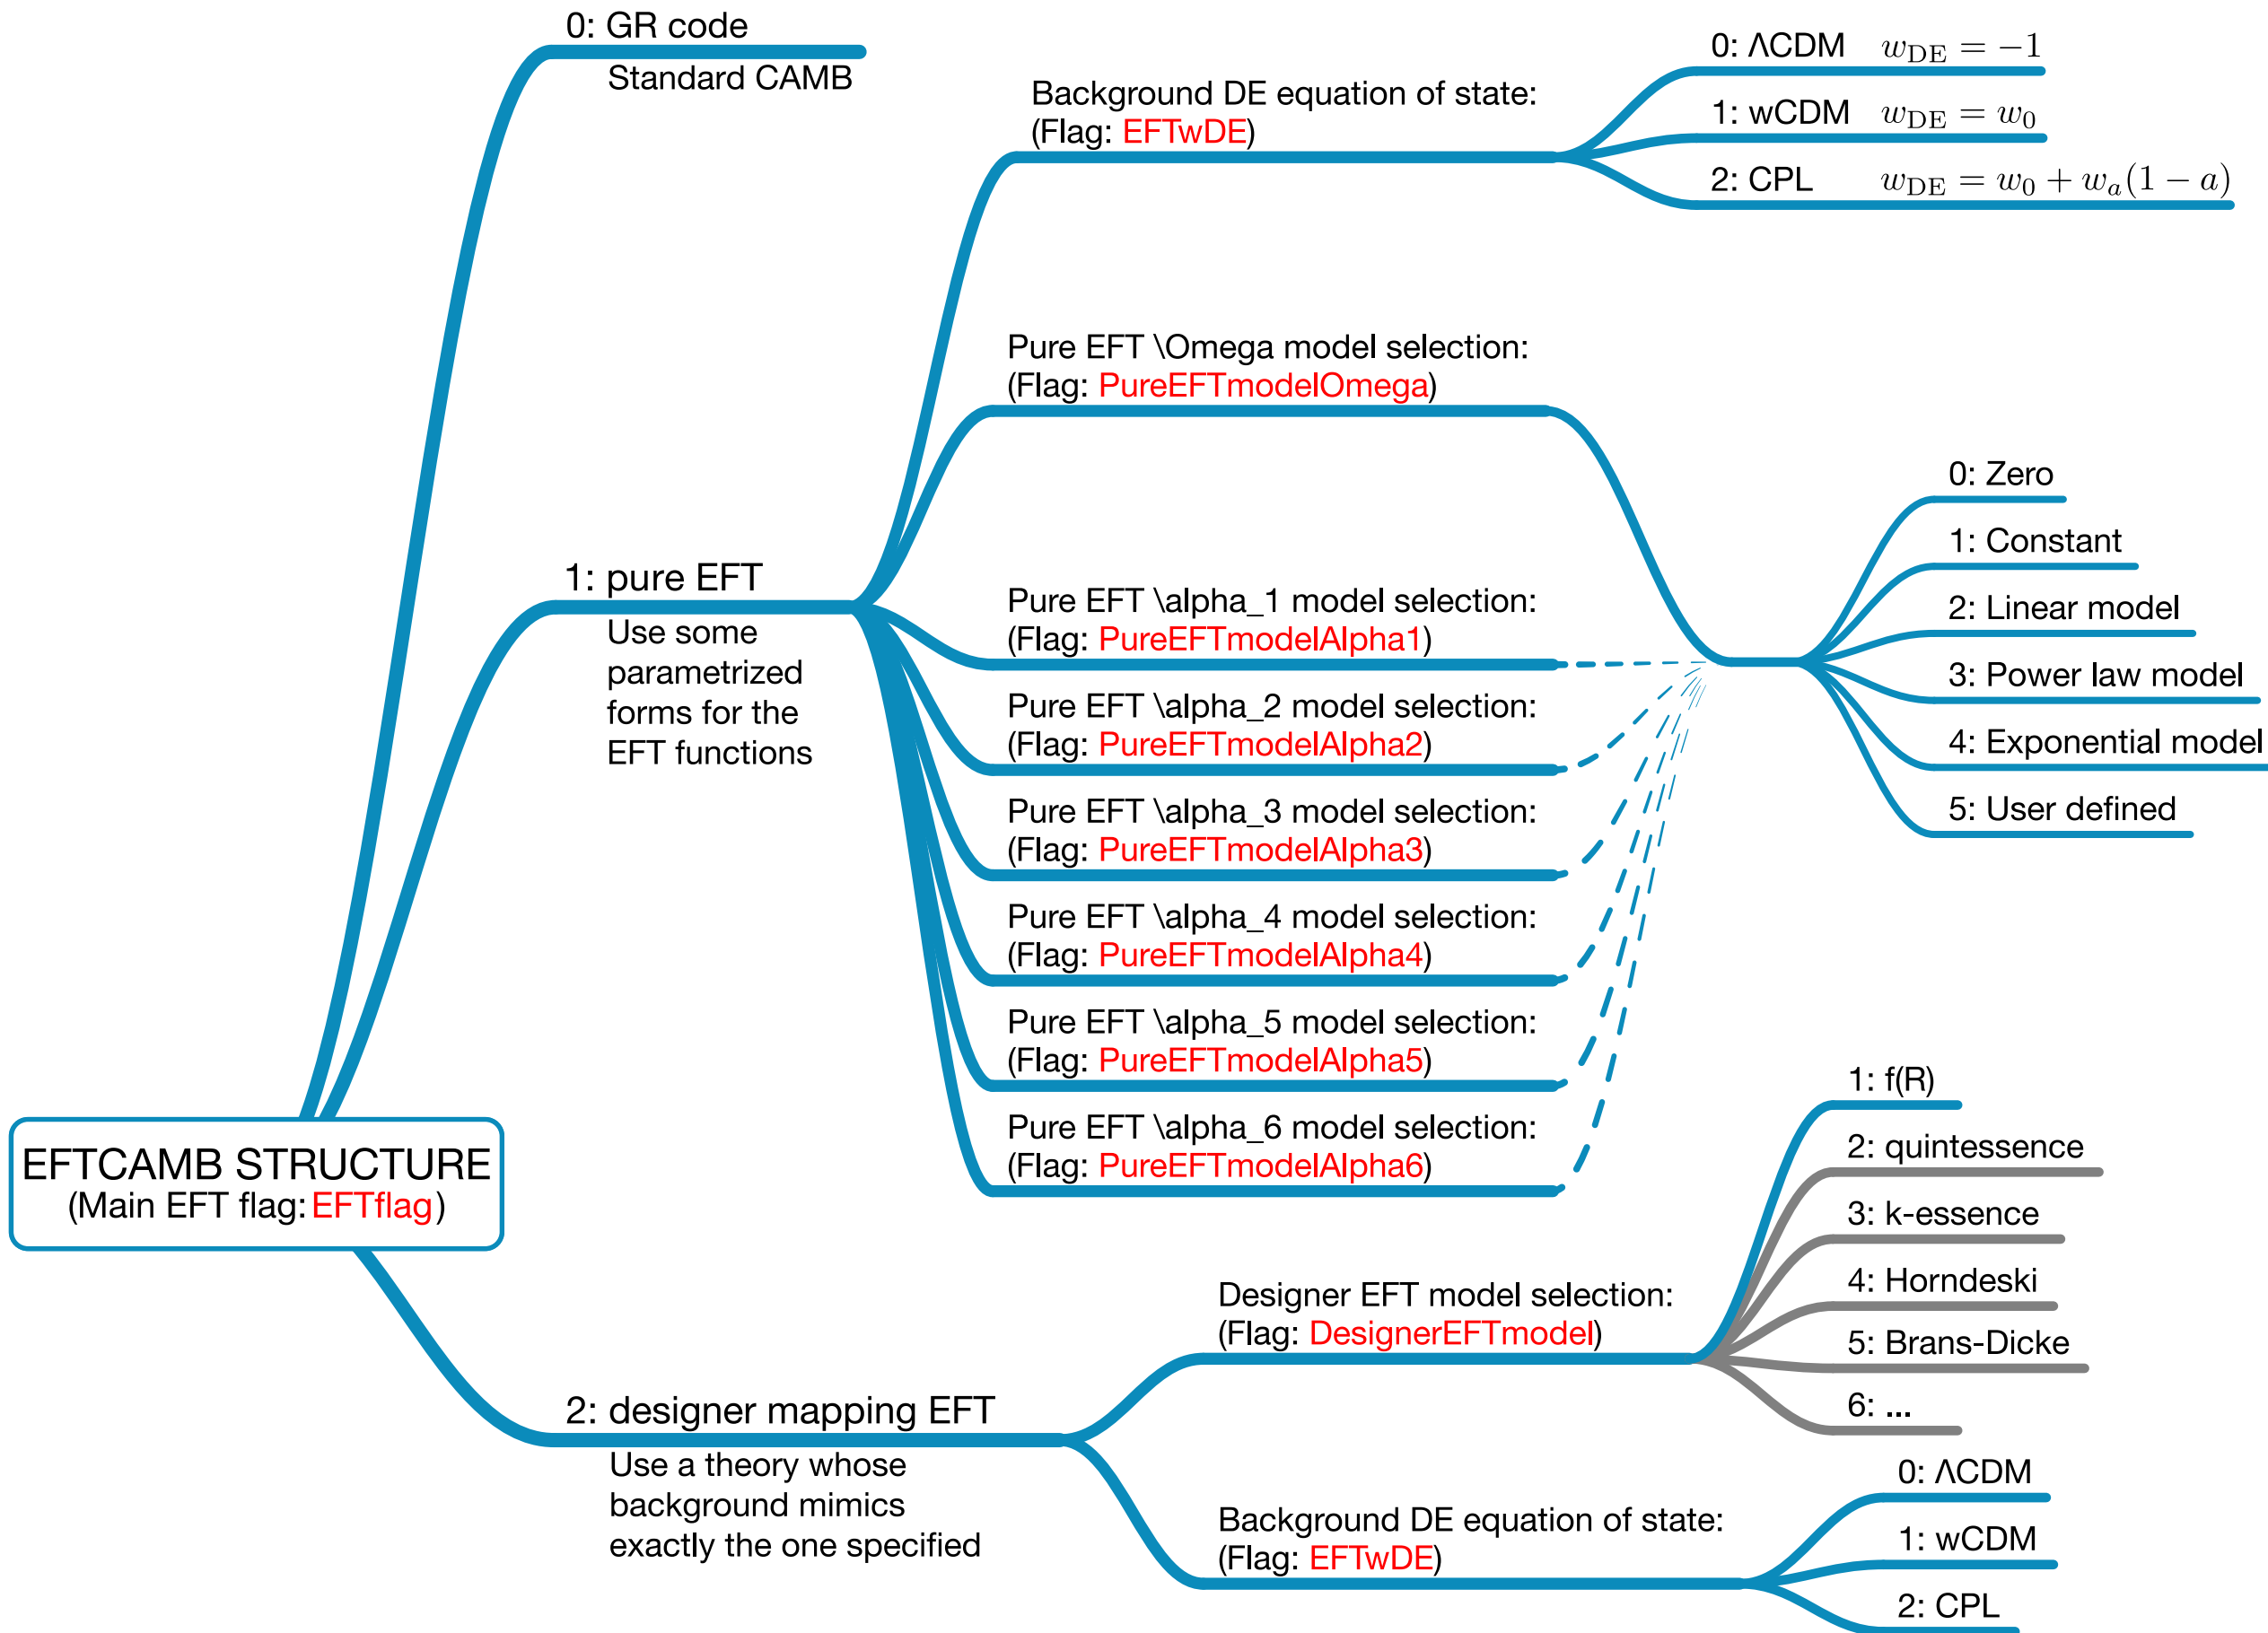 0: GR code
Standard CAMB
Background DE equation of state:
(Flag: EFTwDE)
0: ΛCDM w_DE = −1
1: wCDM w_DE = w_0
2: CPL w_DE = w_0 + w_a(1 − a)
Pure EFT \Omega model selection:
(Flag: PureEFTmodelOmega)
0: Zero
1: Constant
2: Linear model
3: Power law model
4: Exponential model
5: User defined
1: pure EFT
Use some
parametrized
forms for the
EFT functions
Pure EFT \alpha_1 model selection:
(Flag: PureEFTmodelAlpha1)
Pure EFT \alpha_2 model selection:
(Flag: PureEFTmodelAlpha2)
Pure EFT \alpha_3 model selection:
(Flag: PureEFTmodelAlpha3)
Pure EFT \alpha_4 model selection:
(Flag: PureEFTmodelAlpha4)
Pure EFT \alpha_5 model selection:
(Flag: PureEFTmodelAlpha5)
Pure EFT \alpha_6 model selection:
(Flag: PureEFTmodelAlpha6)
EFTCAMB STRUCTURE
(Main EFT flag: EFTflag)
2: designer mapping EFT
Use a theory whose
background mimics
exactly the one specified
Designer EFT model selection:
(Flag: DesignerEFTmodel)
1: f(R)
2: quintessence
3: k-essence
4: Horndeski
5: Brans-Dicke
6: ...
Background DE equation of state:
(Flag: EFTwDE)
0: ΛCDM
1: wCDM
2: CPL